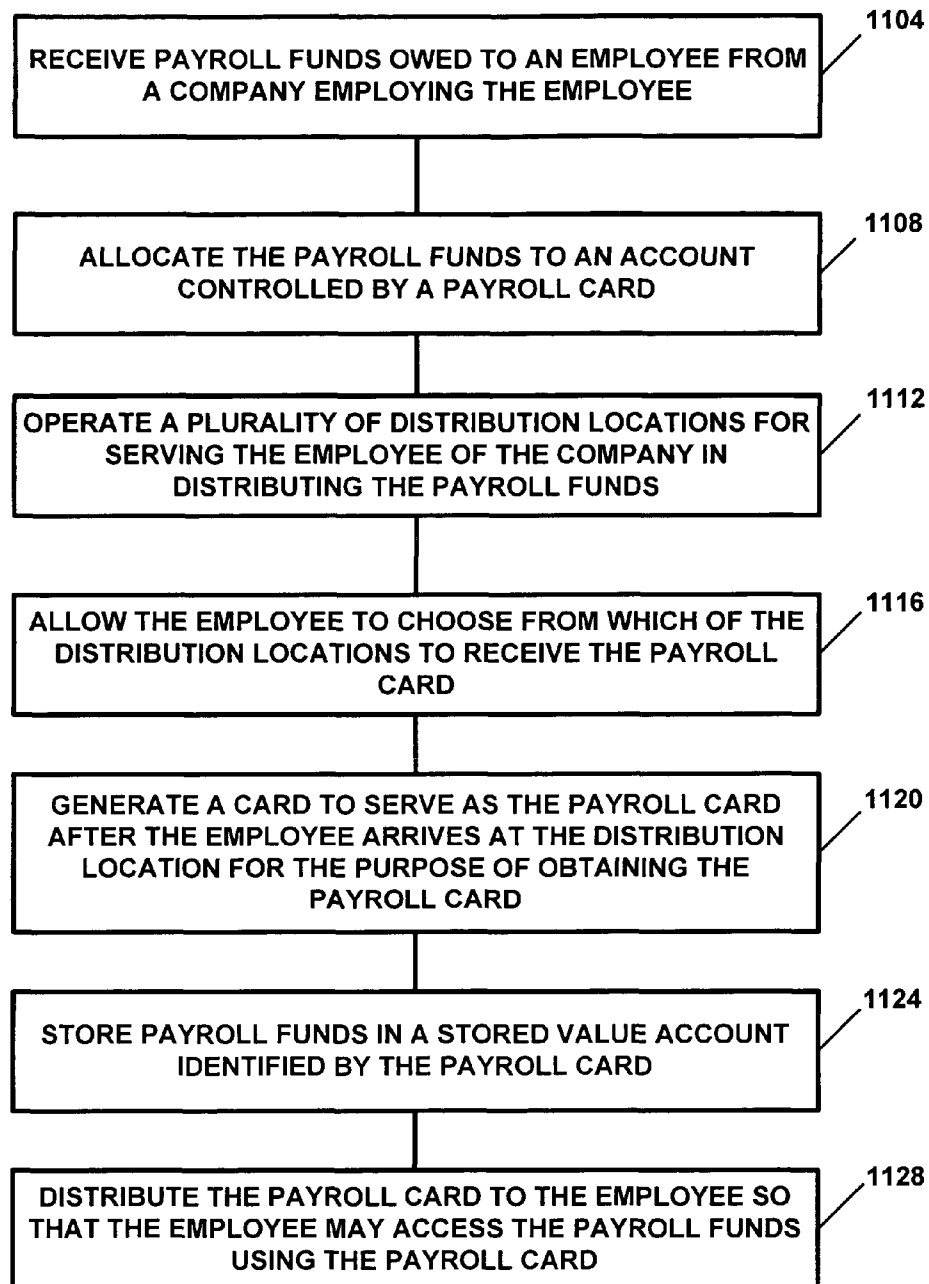 1104
RECEIVE PAYROLL FUNDS OWED TO AN EMPLOYEE FROM
A COMPANY EMPLOYING THE EMPLOYEE
1108
ALLOCATE THE PAYROLL FUNDS TO AN ACCOUNT
CONTROLLED BY A PAYROLL CARD
1112
OPERATE A PLURALITY OF DISTRIBUTION LOCATIONS FOR
SERVING THE EMPLOYEE OF THE COMPANY IN
DISTRIBUTING THE PAYROLL FUNDS
1116
ALLOW THE EMPLOYEE TO CHOOSE FROM WHICH OF THE
DISTRIBUTION LOCATIONS TO RECEIVE THE PAYROLL
CARD
1120
GENERATE A CARD TO SERVE AS THE PAYROLL CARD
AFTER THE EMPLOYEE ARRIVES AT THE DISTRIBUTION
LOCATION FOR THE PURPOSE OF OBTAINING THE
PAYROLL CARD
1124
STORE PAYROLL FUNDS IN A STORED VALUE ACCOUNT
IDENTIFIED BY THE PAYROLL CARD
1128
DISTRIBUTE THE PAYROLL CARD TO THE EMPLOYEE SO
THAT THE EMPLOYEE MAY ACCESS THE PAYROLL FUNDS
USING THE PAYROLL CARD